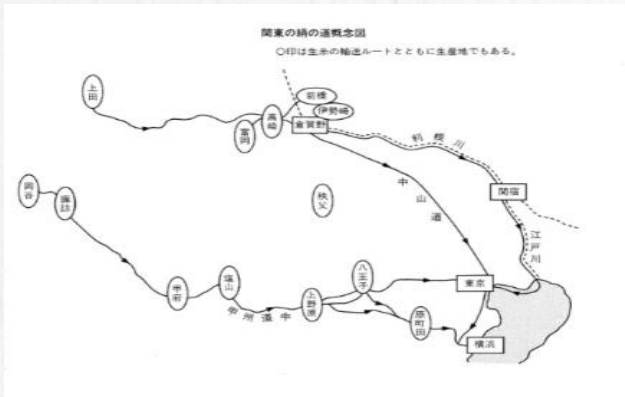 関東の絹の道概念図
○印は生糸の輸送ルートとともに生産地でもある。
上田
前橋
伊勢崎
高崎
富岡
倉賀野
利根川
中山道
秩父
関宿
江戸川
岡谷
諏訪
甲府
塩山
甲州道中
上野原
八王子
原町田
東京
横浜